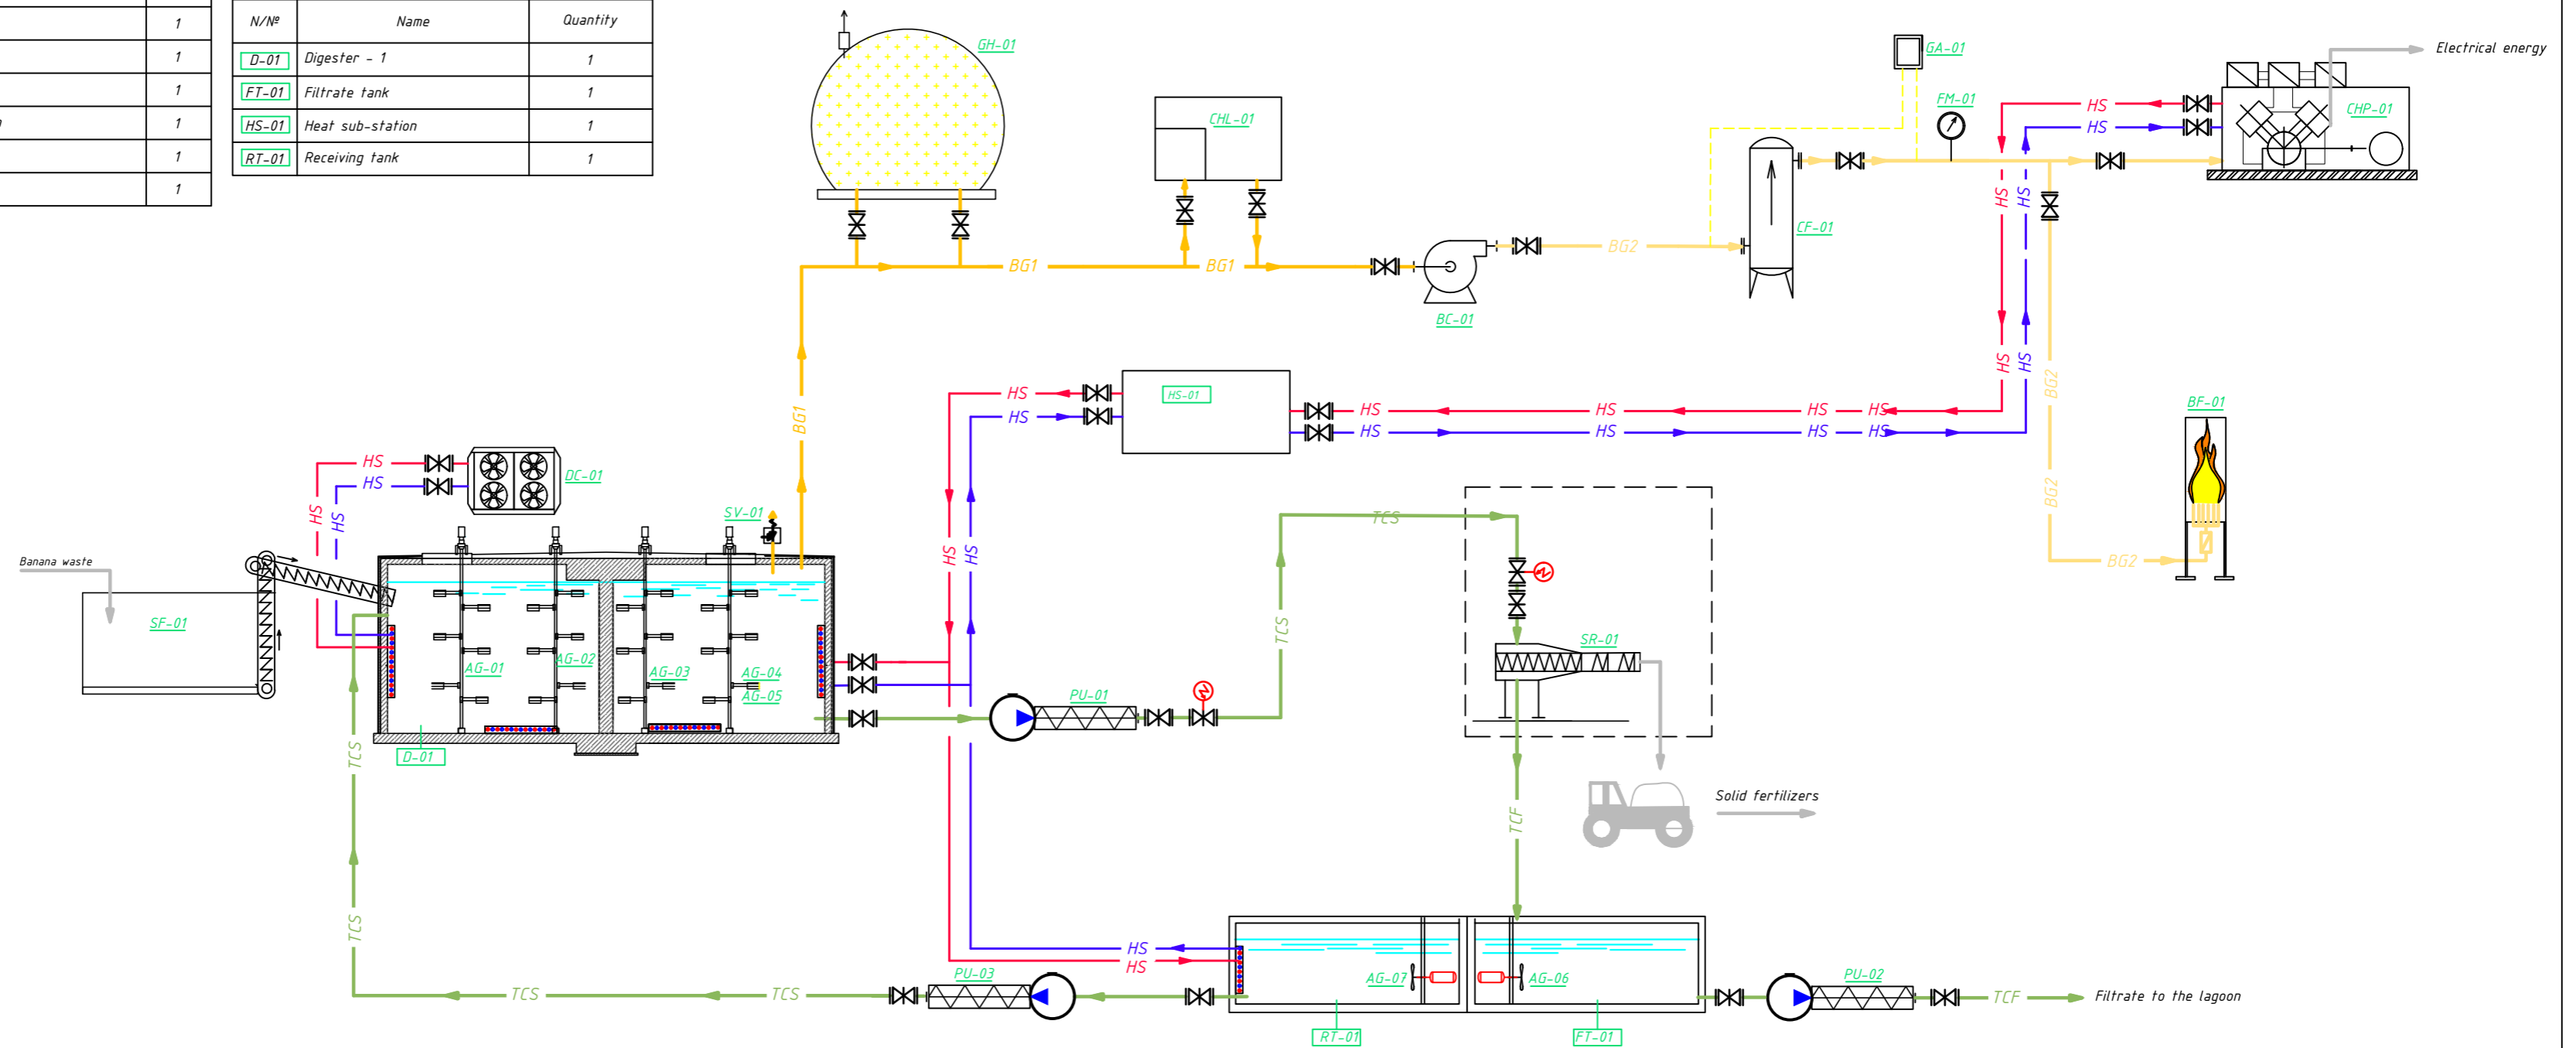 1
1
1
1
1
1
N/Nº Name Quantity
D-01 Digester - 1 1
FT-01 Filtrate tank 1
HS-01 Heat sub-station 1
RT-01 Receiving tank 1
GH-01
CHL-01
GA-01
FM-01
Electrical energy
CHP-01
HS
HS
HS
HS
CF-01
BG1
BG1
BG2
BC-01
HS
HS
BG2
HS-01
HS
HS
HS
HS
HS
HS
HS
HS
HS
HS
BF-01
BG1
HS
HS
DC-01
HS
HS
SV-01
BG2
TCS
Banana waste
SF-01
HS
HS
AG-01
AG-02
AG-03
AG-04
AG-05
BG2
TCS
SR-01
PU-01
D-01
TCS
Solid fertilizers
TCF
TCS
HS
HS
AG-07
AG-06
PU-03
PU-02
TCS
TCS
TCF
Filtrate to the lagoon
RT-01
FT-01